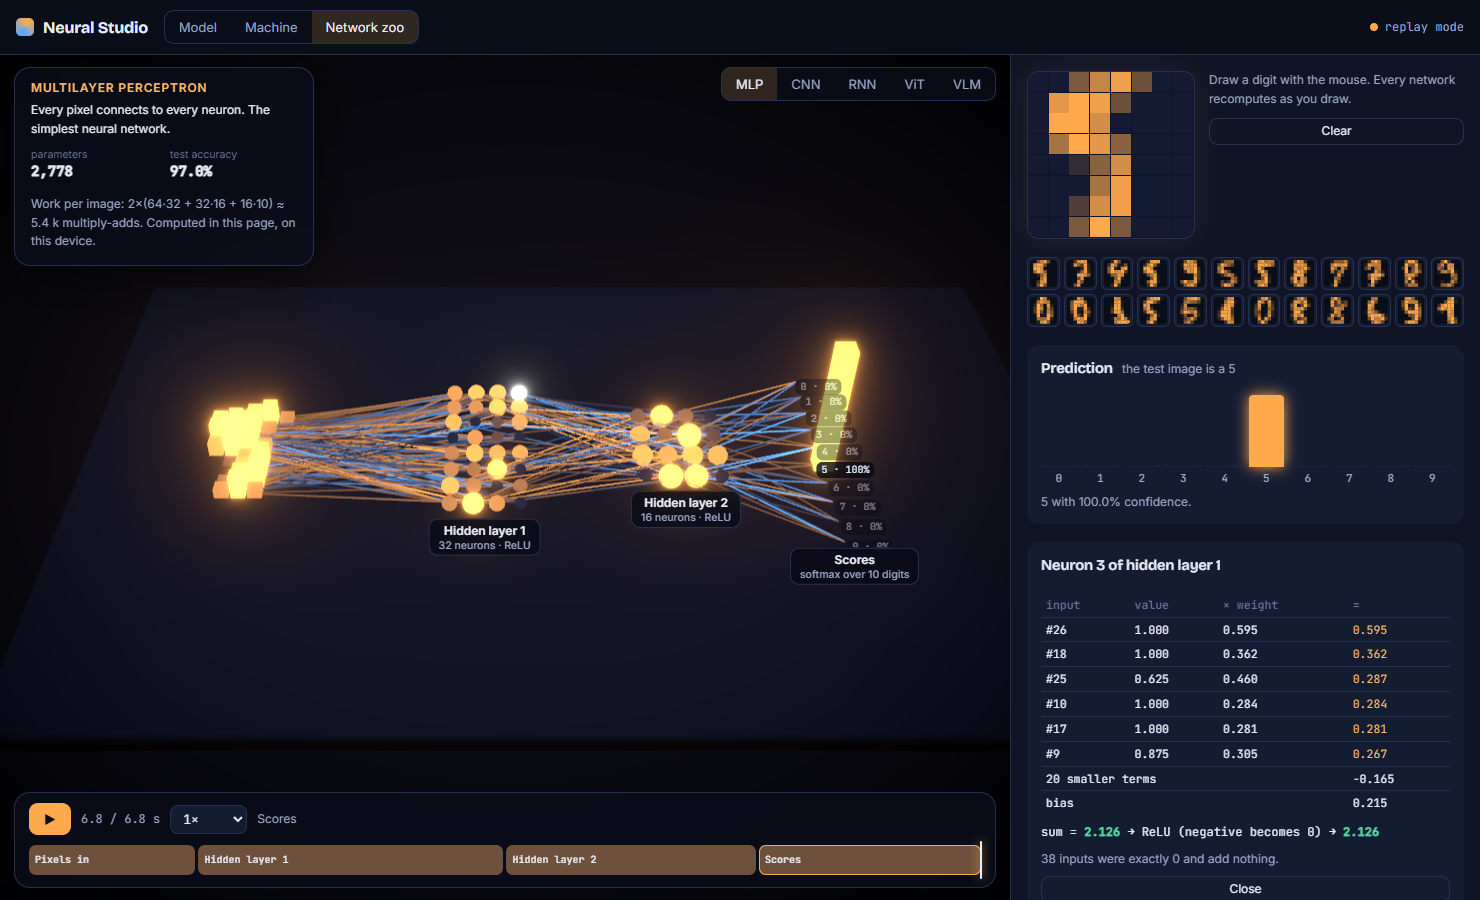 Neural Studio
Model
Machine
Network zoo
replay mode
MULTILAYER PERCEPTRON
Every pixel connects to every neuron. The
simplest neural network.
parameters
test accuracy
2,778
97.0%
Work per image: 2×(64·32 + 32·16 + 16·10) ≈
5.4 k multiply-adds. Computed in this page, on
this device.
MLP
CNN
RNN
ViT
VLM
Draw a digit with the mouse. Every network
recomputes as you draw.
Clear
0 · 0%
1 · 0%
2 · 0%
3 · 0%
4 · 0%
5 · 100%
6 · 0%
7 · 0%
8 · 0%
9 · 0%
Hidden layer 1
32 neurons · ReLU
Hidden layer 2
16 neurons · ReLU
Scores
softmax over 10 digits
Prediction the test image is a 5
0 1 2 3 4 5 6 7 8 9
5 with 100.0% confidence.
Neuron 3 of hidden layer 1
input value × weight =
#26 1.000 0.595 0.595
#18 1.000 0.362 0.362
#25 0.625 0.460 0.287
#10 1.000 0.284 0.284
#17 1.000 0.281 0.281
#9 0.875 0.305 0.267
20 smaller terms -0.165
bias 0.215
sum = 2.126 → ReLU (negative becomes 0) → 2.126
38 inputs were exactly 0 and add nothing.
Close
6.8 / 6.8 s
1×
Scores
Pixels in
Hidden layer 1
Hidden layer 2
Scores